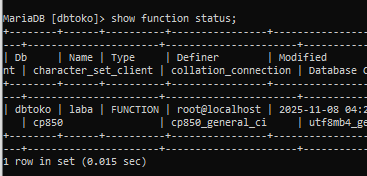 MariaDB [dbtoko]> show function status;
+--------+------+----------+----------------+-------------
---+----------------------+----------------------+-----------
| Db     | Name | Type     | Definer        | Modified
nt | character_set_client | collation_connection | Database C
+--------+------+----------+----------------+-------------
---+----------------------+----------------------+-----------
| dbtoko | laba | FUNCTION | root@localhost | 2025-11-08 04:2
   | cp850                | cp850_general_ci     | utf8mb4_ge
+--------+------+----------+----------------+-------------
---+----------------------+----------------------+-----------
1 row in set (0.015 sec)